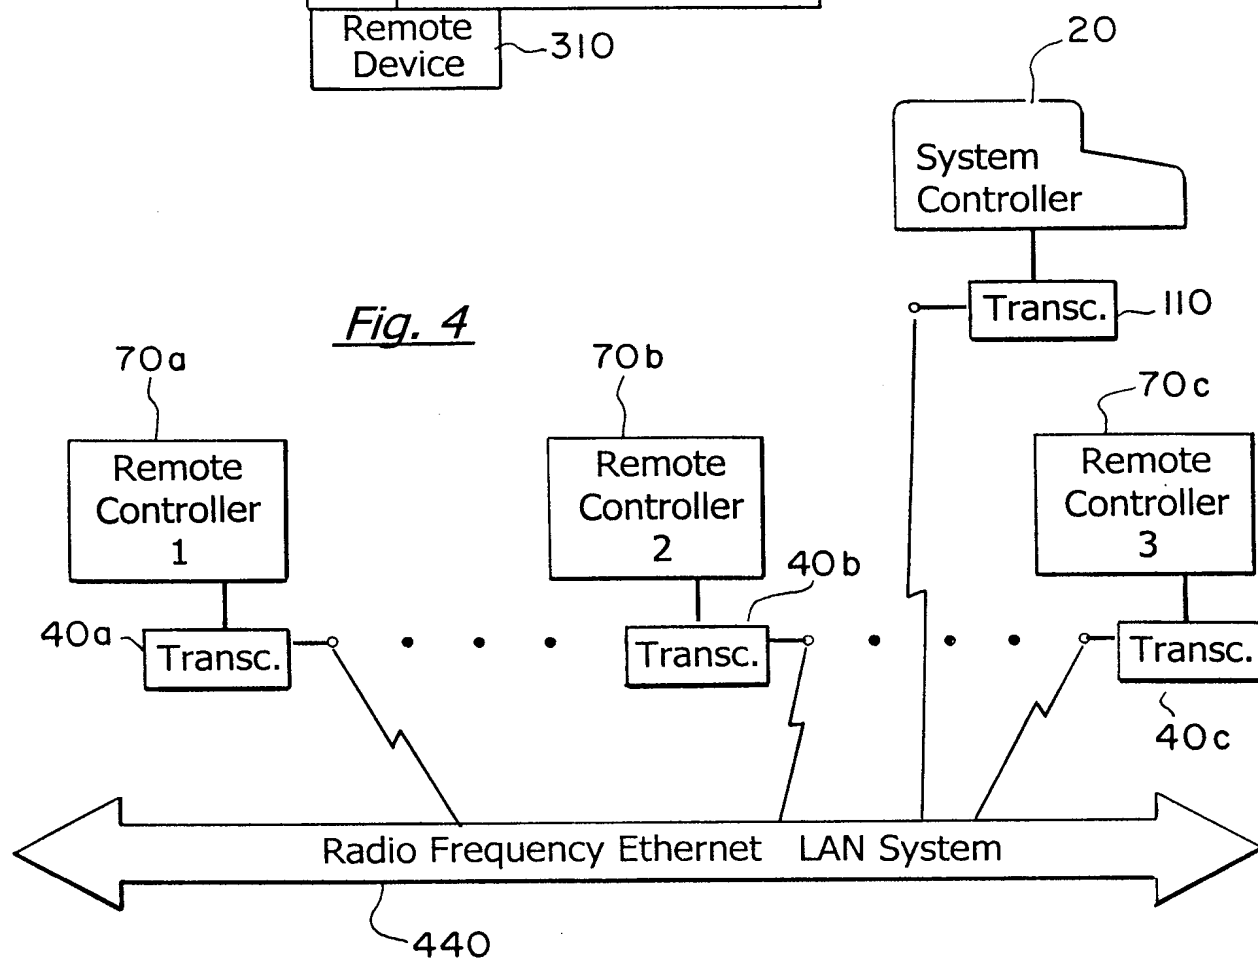 Remote
Device
310
20
System
Controller
Transc.
110
Fig. 4
70a
70b
70c
Remote
Controller
1
Remote
Controller
2
Remote
Controller
3
40a
Transc.
40b
Transc.
Transc.
40c
Radio Frequency Ethernet LAN System
440